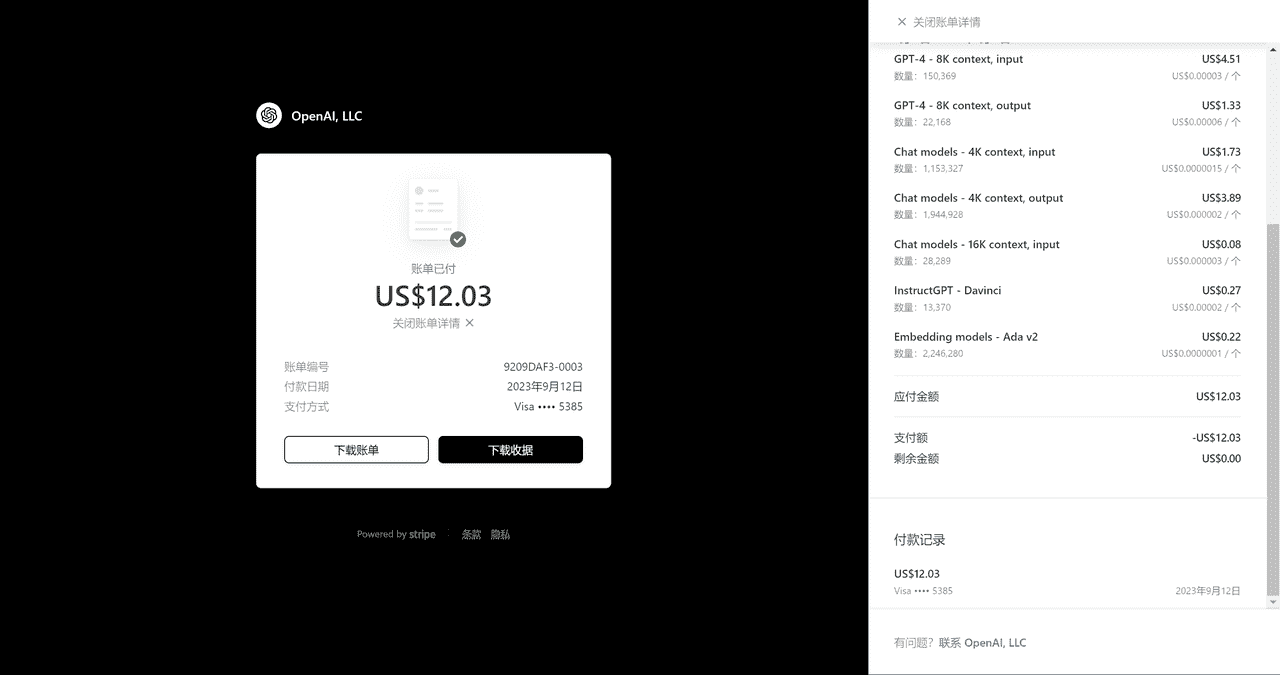 OpenAI, LLC
账单已付
US$12.03
关闭账单详情 ✕
账单编号 9209DAF3-0003
付款日期 2023年9月12日
支付方式 Visa •••• 5385
下载账单 下载收据
Powered by stripe 条款 隐私
✕ 关闭账单详情
GPT-4 - 8K context, input US$4.51
数量：150,369 US$0.00003 / 个
GPT-4 - 8K context, output US$1.33
数量：22,168 US$0.00006 / 个
Chat models - 4K context, input US$1.73
数量：1,153,327 US$0.0000015 / 个
Chat models - 4K context, output US$3.89
数量：1,944,928 US$0.000002 / 个
Chat models - 16K context, input US$0.08
数量：28,289 US$0.000003 / 个
InstructGPT - Davinci US$0.27
数量：13,370 US$0.00002 / 个
Embedding models - Ada v2 US$0.22
数量：2,246,280 US$0.0000001 / 个
应付金额 US$12.03
支付额 -US$12.03
剩余金额 US$0.00
付款记录
US$12.03
Visa •••• 5385 2023年9月12日
有问题？联系 OpenAI, LLC